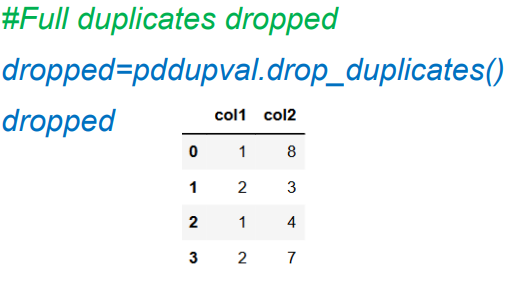 #Full duplicates dropped
dropped=pddupval.drop_duplicates()
dropped
col1 col2
0 1 8
1 2 3
2 1 4
3 2 7